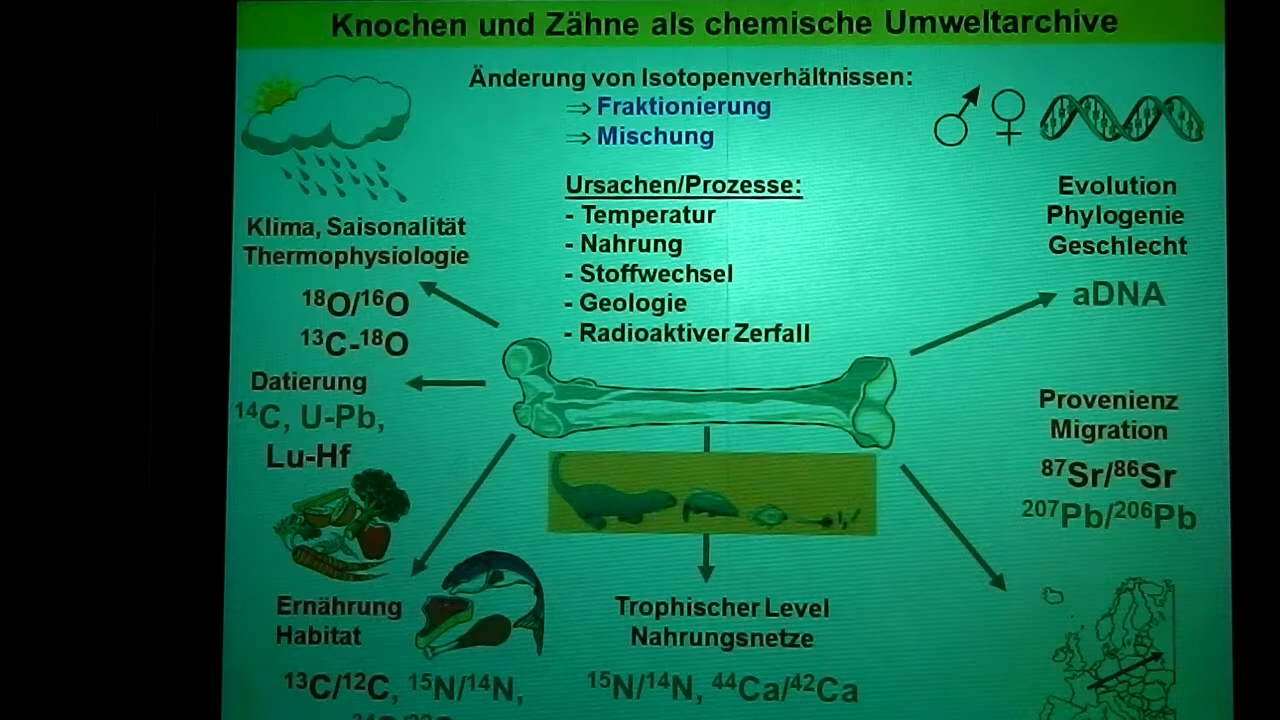 Knochen und Zähne als chemische Umweltarchive
Änderung von Isotopenverhältnissen:
⇒ Fraktionierung
⇒ Mischung
Ursachen/Prozesse:
- Temperatur
- Nahrung
- Stoffwechsel
- Geologie
- Radioaktiver Zerfall
Klima, Saisonalität
Thermophysiologie
¹⁸O/¹⁶O
¹³C-¹⁸O
Datierung
¹⁴C, U-Pb,
Lu-Hf
Ernährung
Habitat
¹³C/¹²C, ¹⁵N/¹⁴N,
Trophischer Level
Nahrungsnetze
¹⁵N/¹⁴N, ⁴⁴Ca/⁴²Ca
Evolution
Phylogenie
Geschlecht
aDNA
Provenienz
Migration
⁸⁷Sr/⁸⁶Sr
²⁰⁷Pb/²⁰⁶Pb